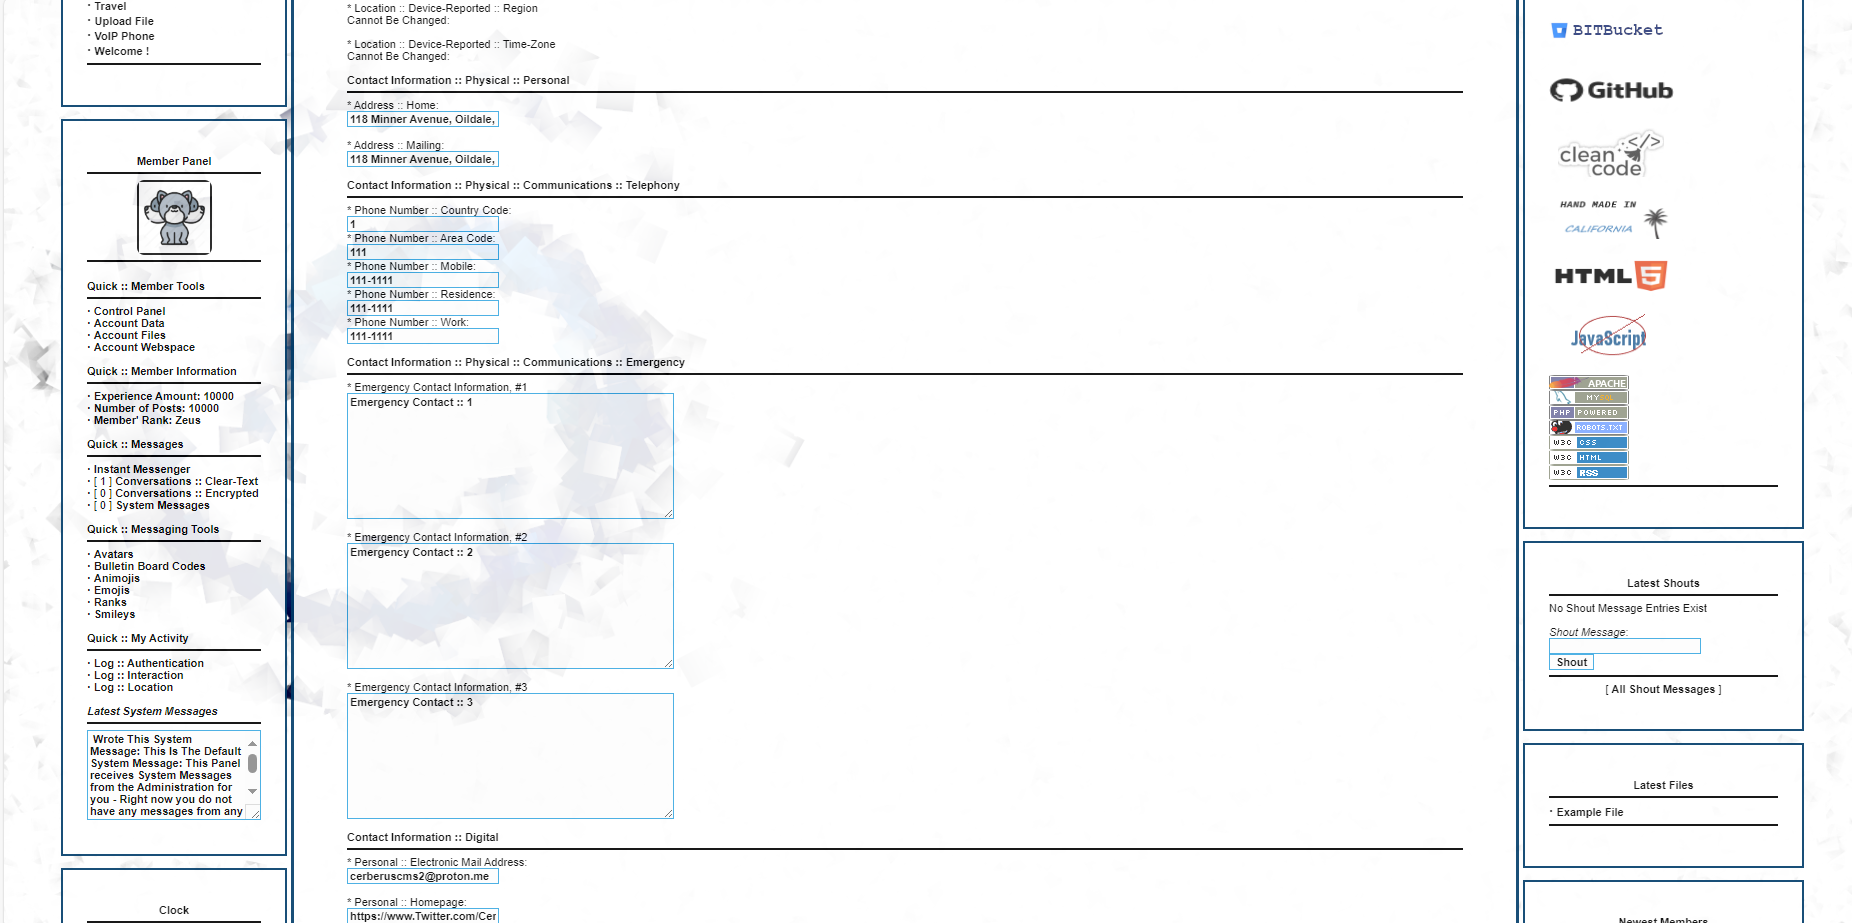 · Travel
· Upload File
· VoIP Phone
· Welcome !
Member Panel
Quick :: Member Tools
· Control Panel
· Account Data
· Account Files
· Account Webspace
Quick :: Member Information
· Experience Amount: 10000
· Number of Posts: 10000
· Member' Rank: Zeus
Quick :: Messages
· Instant Messenger
· [ 1 ] Conversations :: Clear-Text
· [ 0 ] Conversations :: Encrypted
· [ 0 ] System Messages
Quick :: Messaging Tools
· Avatars
· Bulletin Board Codes
· Animojis
· Emojis
· Ranks
· Smileys
Quick :: My Activity
· Log :: Authentication
· Log :: Interaction
· Log :: Location
Latest System Messages
Wrote This System
Message: This Is The Default
System Message: This Panel
receives System Messages
from the Administration for
you - Right now you do not
have any messages from any
Clock
* Location :: Device-Reported :: Region
Cannot Be Changed:
* Location :: Device-Reported :: Time-Zone
Cannot Be Changed:
Contact Information :: Physical :: Personal
* Address :: Home:
118 Minner Avenue, Oildale,
* Address :: Mailing:
118 Minner Avenue, Oildale,
Contact Information :: Physical :: Communications :: Telephony
* Phone Number :: Country Code:
1
* Phone Number :: Area Code:
111
* Phone Number :: Mobile:
111-1111
* Phone Number :: Residence:
111-1111
* Phone Number :: Work:
111-1111
Contact Information :: Physical :: Communications :: Emergency
* Emergency Contact Information, #1
Emergency Contact :: 1
* Emergency Contact Information, #2
Emergency Contact :: 2
* Emergency Contact Information, #3
Emergency Contact :: 3
Contact Information :: Digital
* Personal :: Electronic Mail Address:
cerberuscms2@proton.me
* Personal :: Homepage:
https://www.Twitter.com/Cer
BITBucket
GitHub
clean
code
</>
HAND MADE IN
CALIFORNIA
HTML 5
JavaScript
APACHE
MYSQL
PHP POWERED
ROBOTS.TXT
W3C CSS
W3C HTML
W3C RSS
Latest Shouts
No Shout Message Entries Exist
Shout Message:
Shout
[ All Shout Messages ]
Latest Files
· Example File
Newest Members